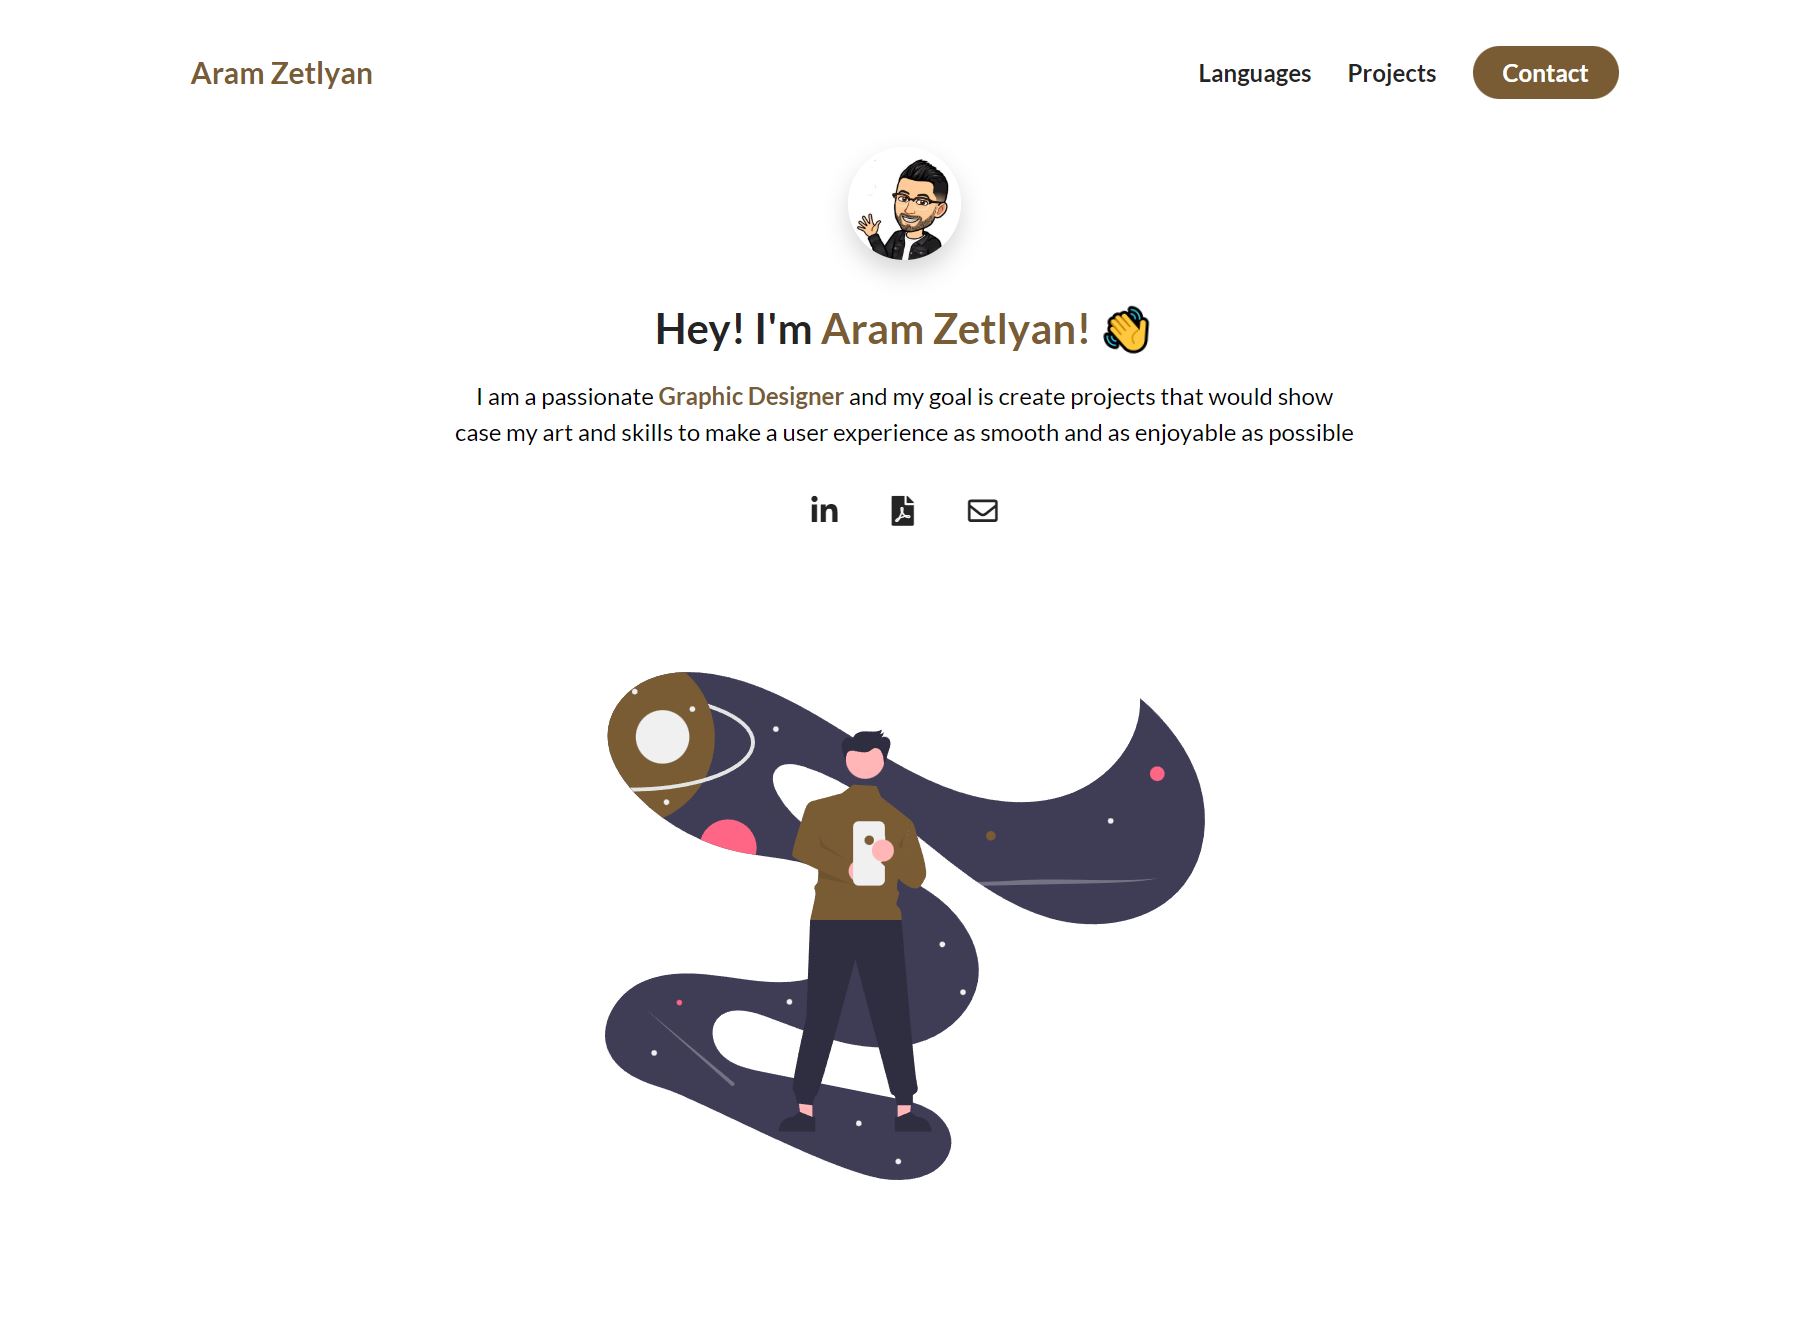 Aram Zetlyan
Languages
Projects
Contact
Hey! I'm Aram Zetlyan! 👋
I am a passionate Graphic Designer and my goal is create projects that would show
case my art and skills to make a user experience as smooth and as enjoyable as possible
in